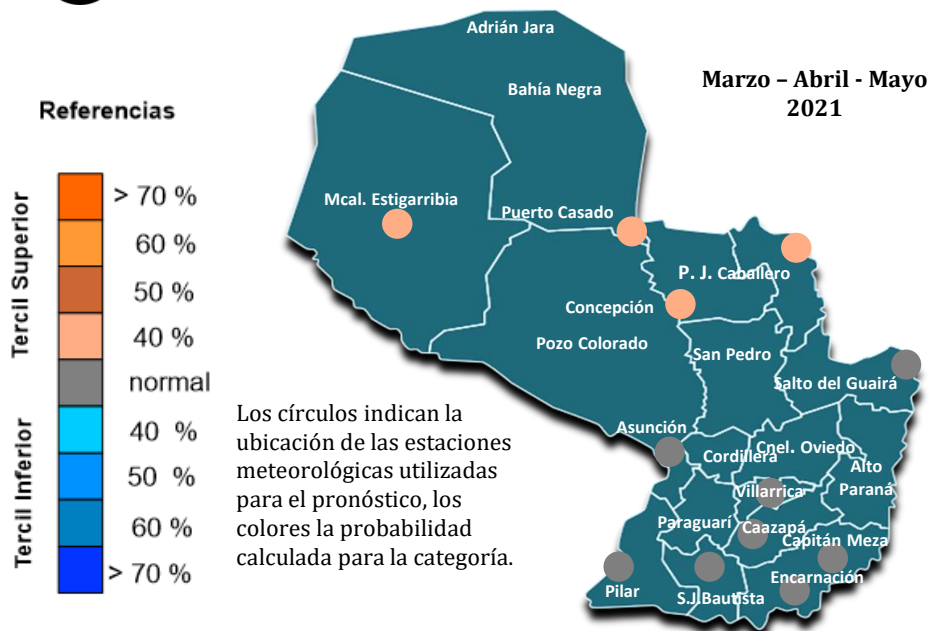 Referencias
Tercil Superior
> 70 %
60 %
50 %
40 %
normal
Tercil Inferior
40 %
50 %
60 %
> 70 %
Los círculos indican la
ubicación de las estaciones
meteorológicas utilizadas
para el pronóstico, los
colores la probabilidad
calculada para la categoría.
Marzo – Abril - Mayo
2021
Adrián Jara
Bahía Negra
Mcal. Estigarribia
Puerto Casado
P. J. Caballero
Concepción
Pozo Colorado
San Pedro
Salto del Guairá
Asunción
Cordillera
Cnel. Oviedo
Alto
Paraná
Villarrica
Paraguarí
Caazapá
Capitán Meza
Encarnación
Pilar
S.J.Bautista